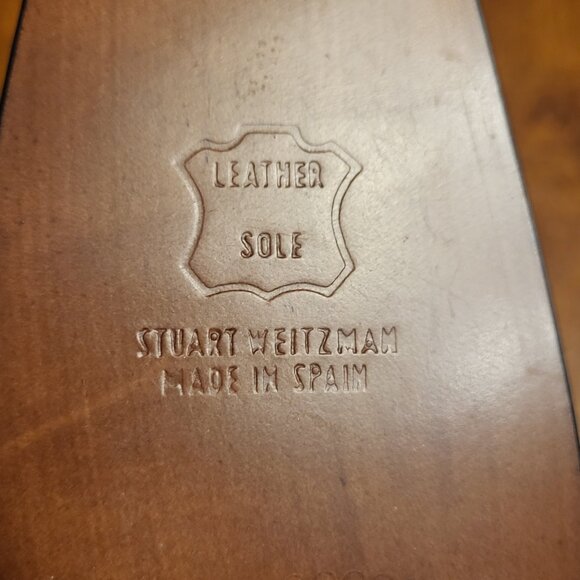 LEATHER
SOLE
STUART WEITZMAN
MADE IN SPAIN